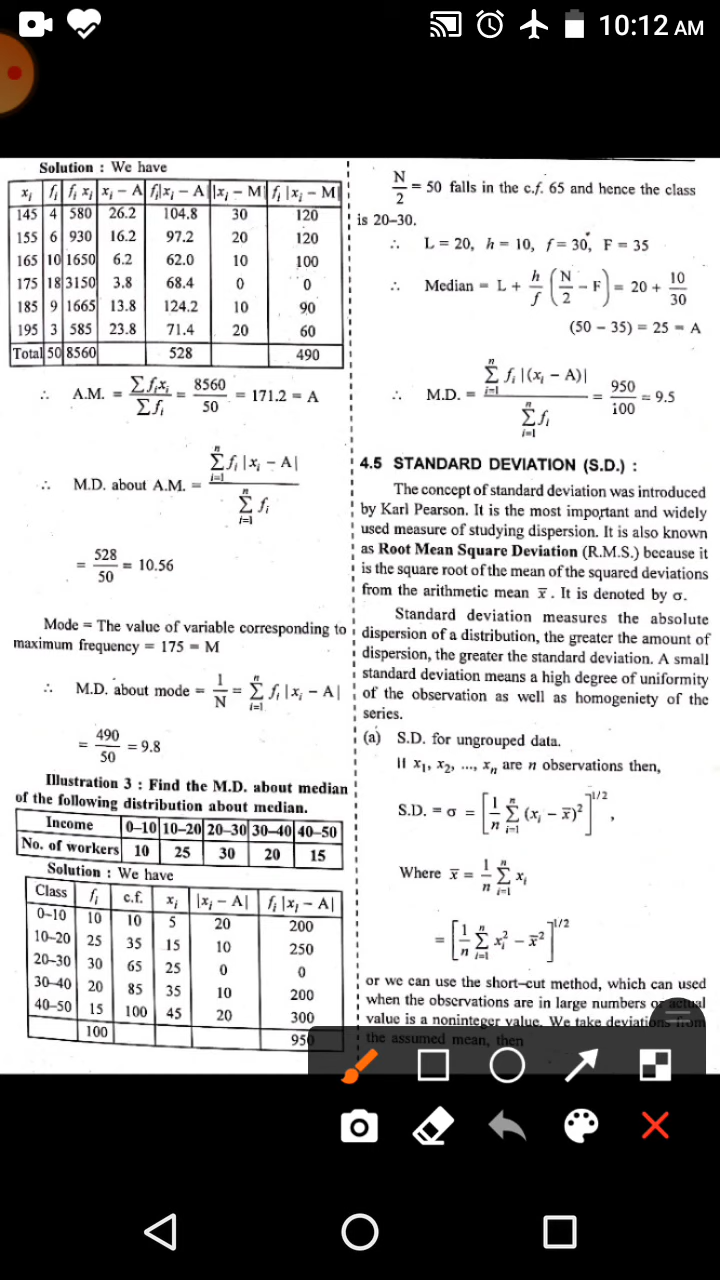 10:12 AM
Solution : We have
xᵢ fᵢ fᵢ xᵢ xᵢ – A fᵢ|xᵢ – A| |xᵢ – M| fᵢ |xᵢ – M|
145 4 580 26.2 104.8 30 120
155 6 930 16.2 97.2 20 120
165 10 1650 6.2 62.0 10 100
175 18 3150 3.8 68.4 0 0
185 9 1665 13.8 124.2 10 90
195 3 585 23.8 71.4 20 60
Total 50 8560 528 490
∴ A.M. = Σ fᵢxᵢ / Σ fᵢ = 8560 / 50 = 171.2 = A
∴ M.D. about A.M. = Σ fᵢ |xᵢ – A| i=1 n / Σ fᵢ i=1 n
= 528 / 50 = 10.56
Mode = The value of variable corresponding to
maximum frequency = 175 = M
∴ M.D. about mode = 1 / N = Σ fᵢ |xᵢ – A| i=1 n
= 490 / 50 = 9.8
Illustration 3 : Find the M.D. about median
of the following distribution about median.
Income 0–10 10–20 20–30 30–40 40–50
No. of workers 10 25 30 20 15
Solution : We have
Class fᵢ c.f. xᵢ |xᵢ – A| fᵢ |xᵢ – A|
0–10 10 10 5 20 200
10–20 25 35 15 10 250
20–30 30 65 25 0 0
30–40 20 85 35 10 200
40–50 15 100 45 20 300
100 950
N / 2 = 50 falls in the c.f. 65 and hence the class
is 20–30.
∴ L = 20, h = 10, f = 30, F = 35
∴ Median = L + h / f (N / 2 – F) = 20 + 10 / 30
(50 – 35) = 25 = A
∴ M.D. = Σ fᵢ |(xᵢ – A)| i=1 n / Σ fᵢ i=1 n = 950 / 100 = 9.5
4.5 STANDARD DEVIATION (S.D.) :
The concept of standard deviation was introduced
by Karl Pearson. It is the most important and widely
used measure of studying dispersion. It is also known
as Root Mean Square Deviation (R.M.S.) because it
is the square root of the mean of the squared deviations
from the arithmetic mean x̄. It is denoted by σ.
Standard deviation measures the absolute
dispersion of a distribution, the greater the amount of
dispersion, the greater the standard deviation. A small
standard deviation means a high degree of uniformity
of the observation as well as homogeniety of the
series.
(a) S.D. for ungrouped data.
If x₁, x₂, ..., xₙ are n observations then,
S.D. = σ = [1 / n Σ (xᵢ – x̄)² i=1 n]^1/2 ,
Where x̄ = 1 / n Σ xᵢ i=1 n
= [1 / n Σ xᵢ² – x̄² i=1 n]^1/2
or we can use the short–cut method, which can used
when the observations are in large numbers or actual
value is a noninteger value. We take deviations from
the assumed mean, then